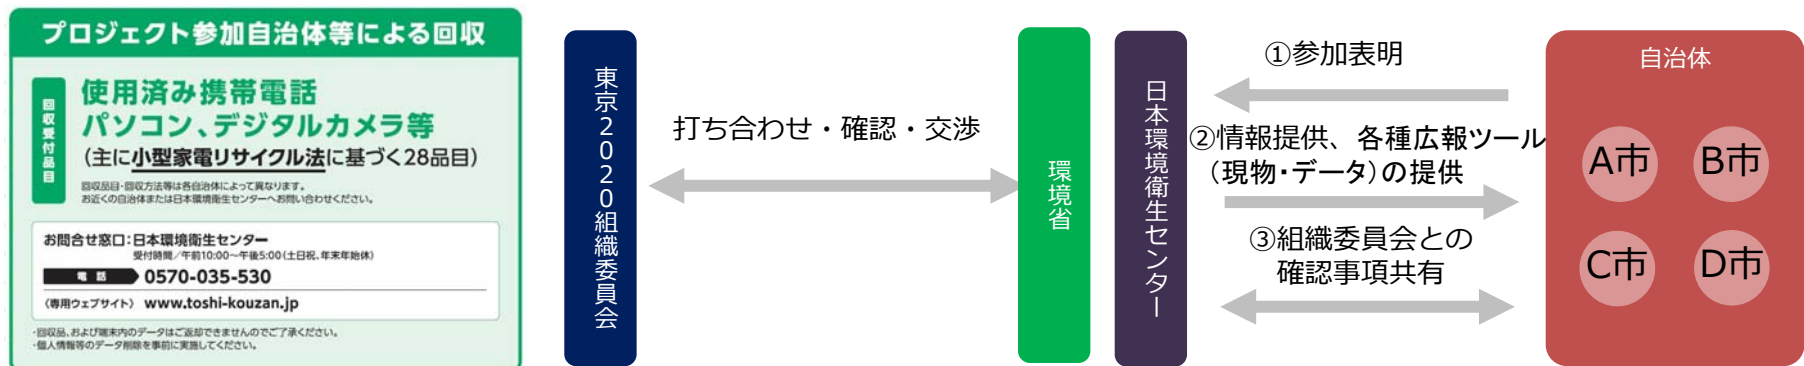 プロジェクト参加自治体等による回収
回収受付品目
使用済み携帯電話
パソコン、デジタルカメラ等
(主に小型家電リサイクル法に基づく28品目)
回収品目・回収方法等は各自治体によって異なります。
お近くの自治体または日本環境衛生センターへお問い合わせください。
お問合せ窓口:日本環境衛生センター
受付時間/午前10:00～午後5:00(土日祝、年末年始休)
電話 0570-035-530
〈専用ウェブサイト〉 www.toshi-kouzan.jp
・回収品、および端末内のデータはご返却できませんのでご了承ください。
・個人情報等のデータ削除を事前に実施してください。
東京2020組織委員会
打ち合わせ・確認・交渉
環境省
日本環境衛生センター
①参加表明
②情報提供、各種広報ツール
(現物・データ)の提供
③組織委員会との
確認事項共有
自治体
A市
B市
C市
D市